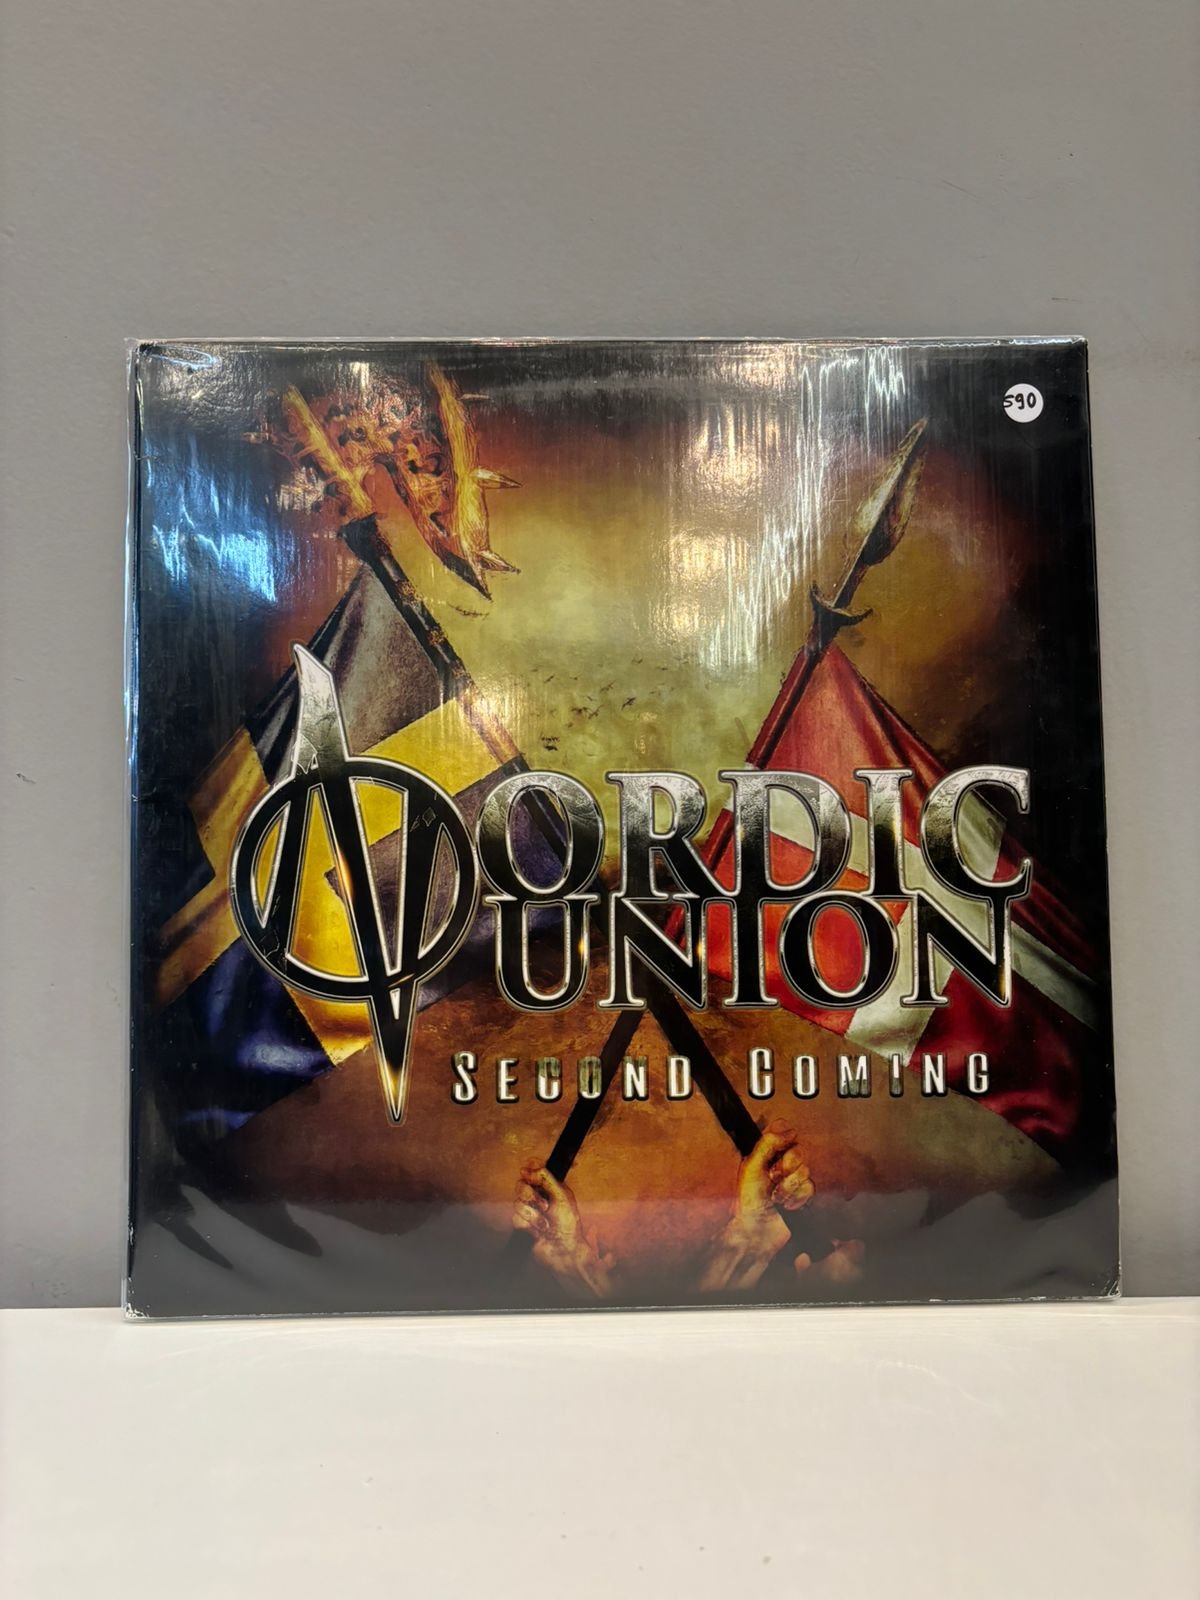 590
NORDIC
UNION
SECOND COMING